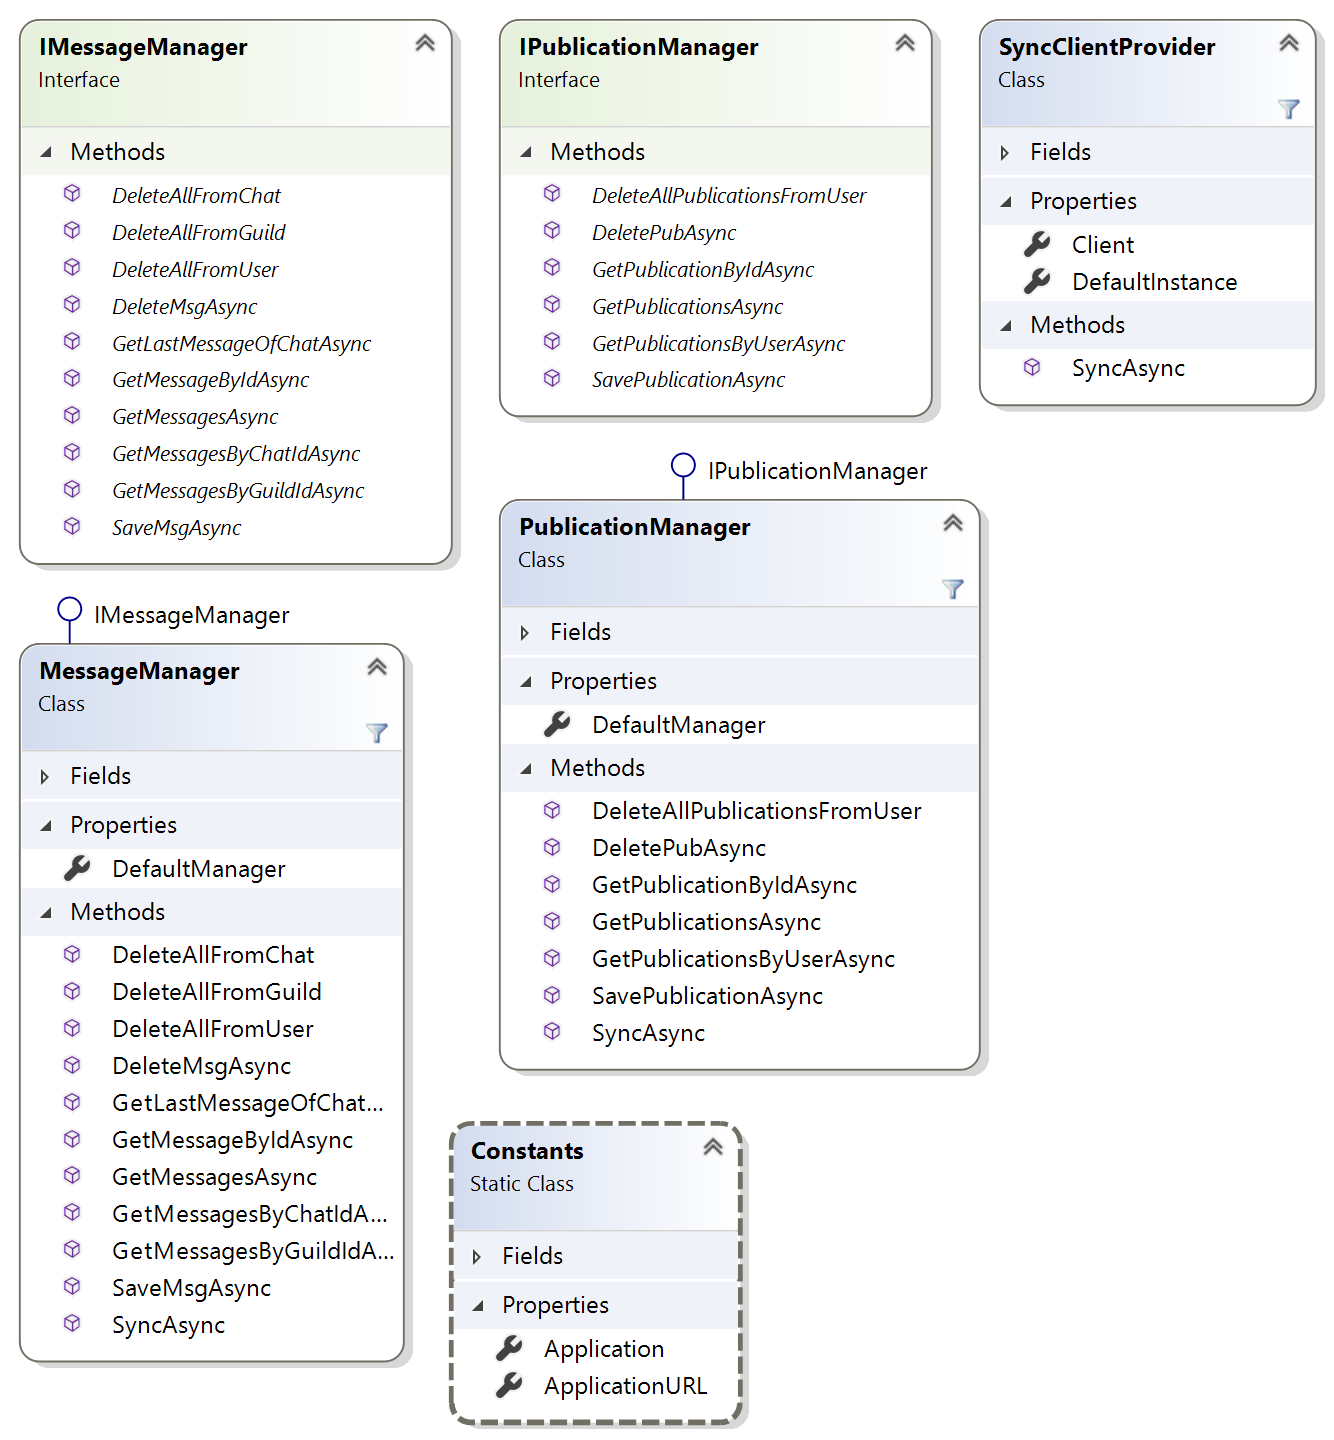 IMessageManager
Interface
Methods
DeleteAllFromChat
DeleteAllFromGuild
DeleteAllFromUser
DeleteMsgAsync
GetLastMessageOfChatAsync
GetMessageByIdAsync
GetMessagesAsync
GetMessagesByChatIdAsync
GetMessagesByGuildIdAsync
SaveMsgAsync
IPublicationManager
Interface
Methods
DeleteAllPublicationsFromUser
DeletePubAsync
GetPublicationByIdAsync
GetPublicationsAsync
GetPublicationsByUserAsync
SavePublicationAsync
SyncClientProvider
Class
Fields
Properties
Client
DefaultInstance
Methods
SyncAsync
IMessageManager
MessageManager
Class
Fields
Properties
DefaultManager
Methods
DeleteAllFromChat
DeleteAllFromGuild
DeleteAllFromUser
DeleteMsgAsync
GetLastMessageOfChat...
GetMessageByIdAsync
GetMessagesAsync
GetMessagesByChatIdA...
GetMessagesByGuildIdA...
SaveMsgAsync
SyncAsync
IPublicationManager
PublicationManager
Class
Fields
Properties
DefaultManager
Methods
DeleteAllPublicationsFromUser
DeletePubAsync
GetPublicationByIdAsync
GetPublicationsAsync
GetPublicationsByUserAsync
SavePublicationAsync
SyncAsync
Constants
Static Class
Fields
Properties
Application
ApplicationURL